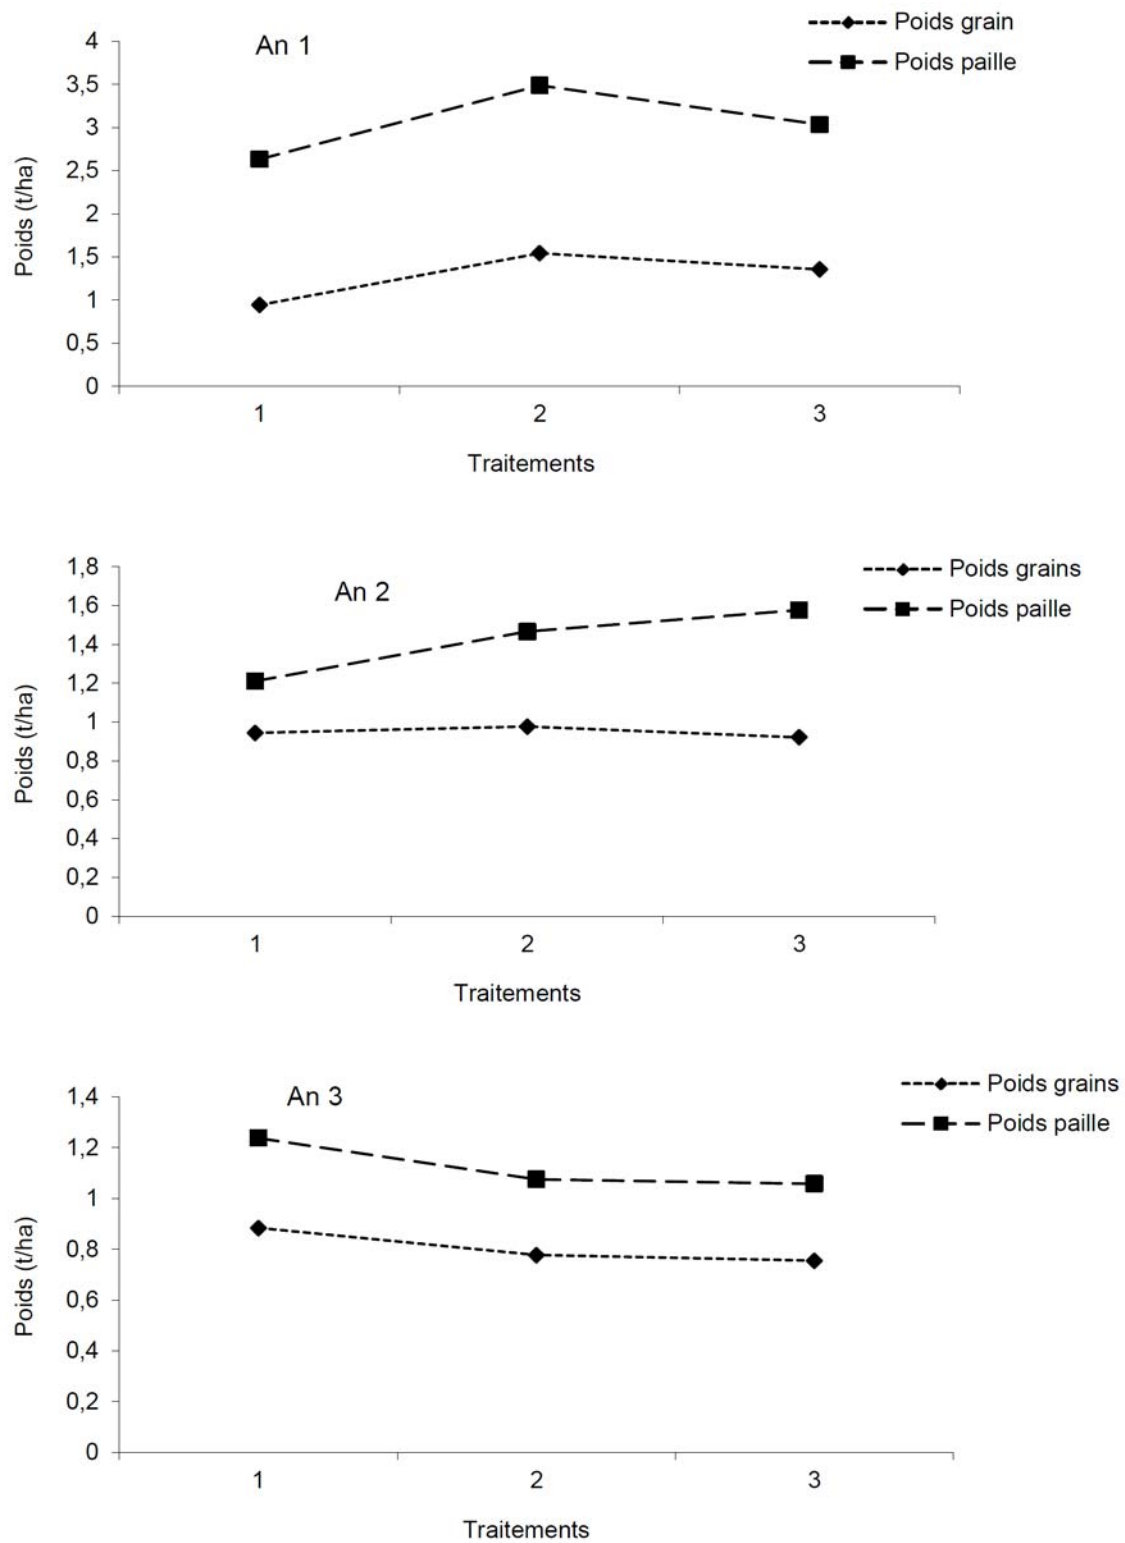 An 1
Poids grain
Poids paille
4
3,5
3
2,5
2
1,5
1
0,5
0
Poids (t/ha)
1 2 3
Traitements
An 2
Poids grains
Poids paille
1,8
1,6
1,4
1,2
1
0,8
0,6
0,4
0,2
0
Poids (t/ha)
1 2 3
Traitements
An 3
Poids grains
Poids paille
1,4
1,2
1
0,8
0,6
0,4
0,2
0
Poids (t/ha)
1 2 3
Traitements